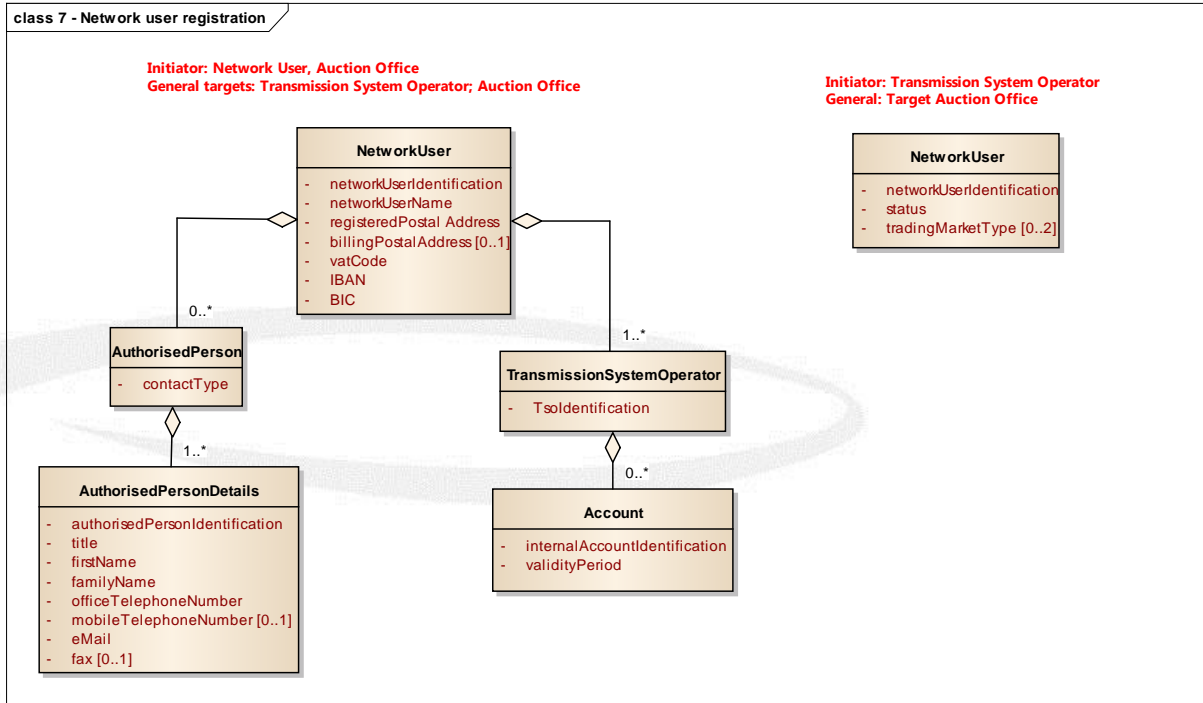 class 7 - Network user registration
Initiator: Network User, Auction Office
General targets: Transmission System Operator; Auction Office
Initiator: Transmission System Operator
General: Target Auction Office
NetworkUser
- networkUserIdentification
- networkUserName
- registeredPostal Address
- billingPostalAddress [0..1]
- vatCode
- IBAN
- BIC
NetworkUser
- networkUserIdentification
- status
- tradingMarketType [0..2]
0..*
1..*
AuthorisedPerson
- contactType
TransmissionSystemOperator
- TsoIdentification
1..*
0..*
AuthorisedPersonDetails
- authorisedPersonIdentification
- title
- firstName
- familyName
- officeTelephoneNumber
- mobileTelephoneNumber [0..1]
- eMail
- fax [0..1]
Account
- internalAccountIdentification
- validityPeriod